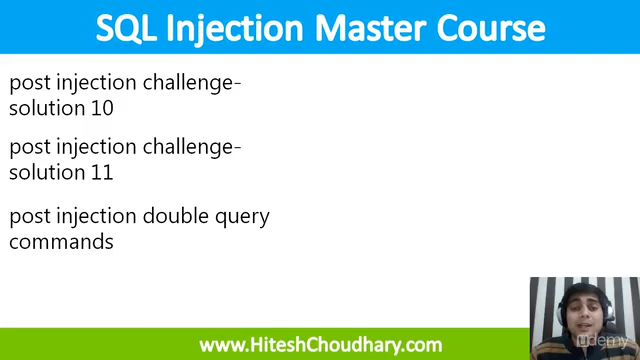 SQL Injection Master Course
post injection challenge-
solution 10
post injection challenge-
solution 11
post injection double query
commands
www.HiteshChoudhary.com
udemy